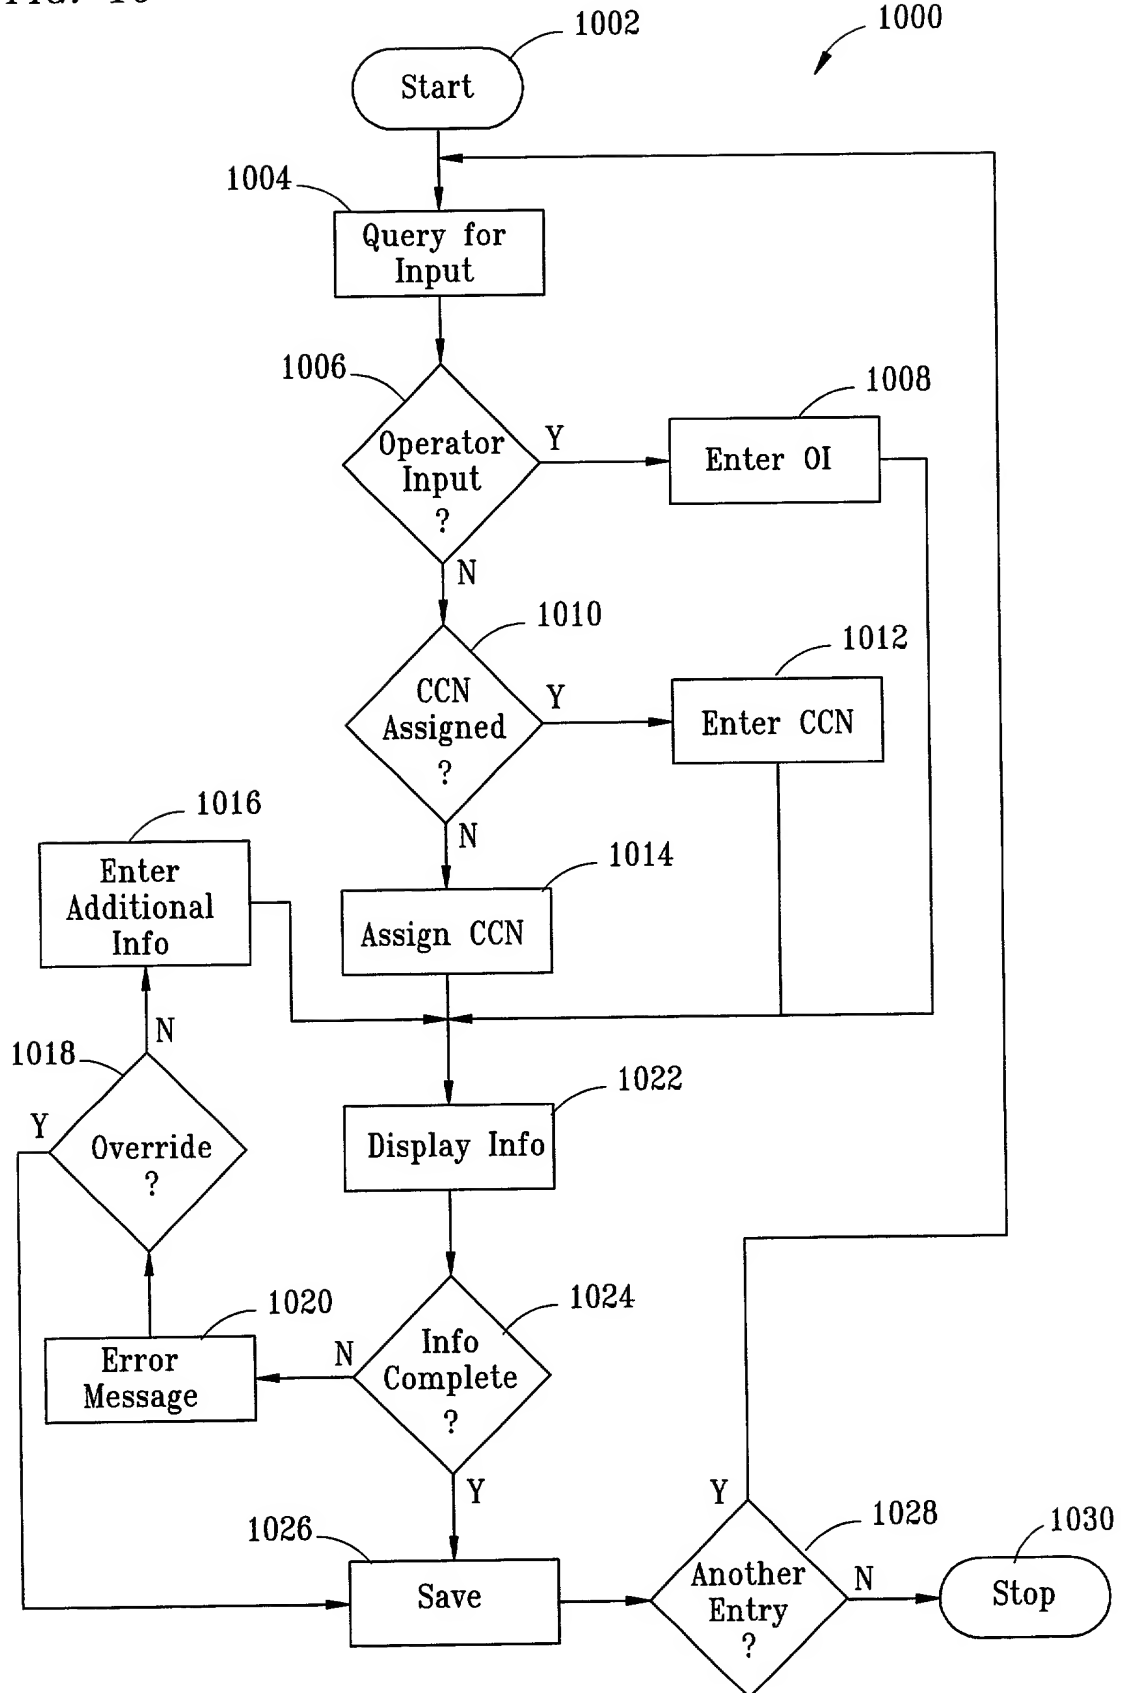 1002
1000
Start
1004
Query for
Input
1006
1008
Operator
Input
?
Y
Enter OI
N
1010
1012
CCN
Assigned
?
Y
Enter CCN
N
1016
1014
Enter
Additional
Info
Assign CCN
N
1018
1022
Y
Override
?
Display Info
1020
1024
Error
Message
N
Info
Complete
?
Y
Y
1026
1028
1030
Save
Another
Entry
?
N
Stop